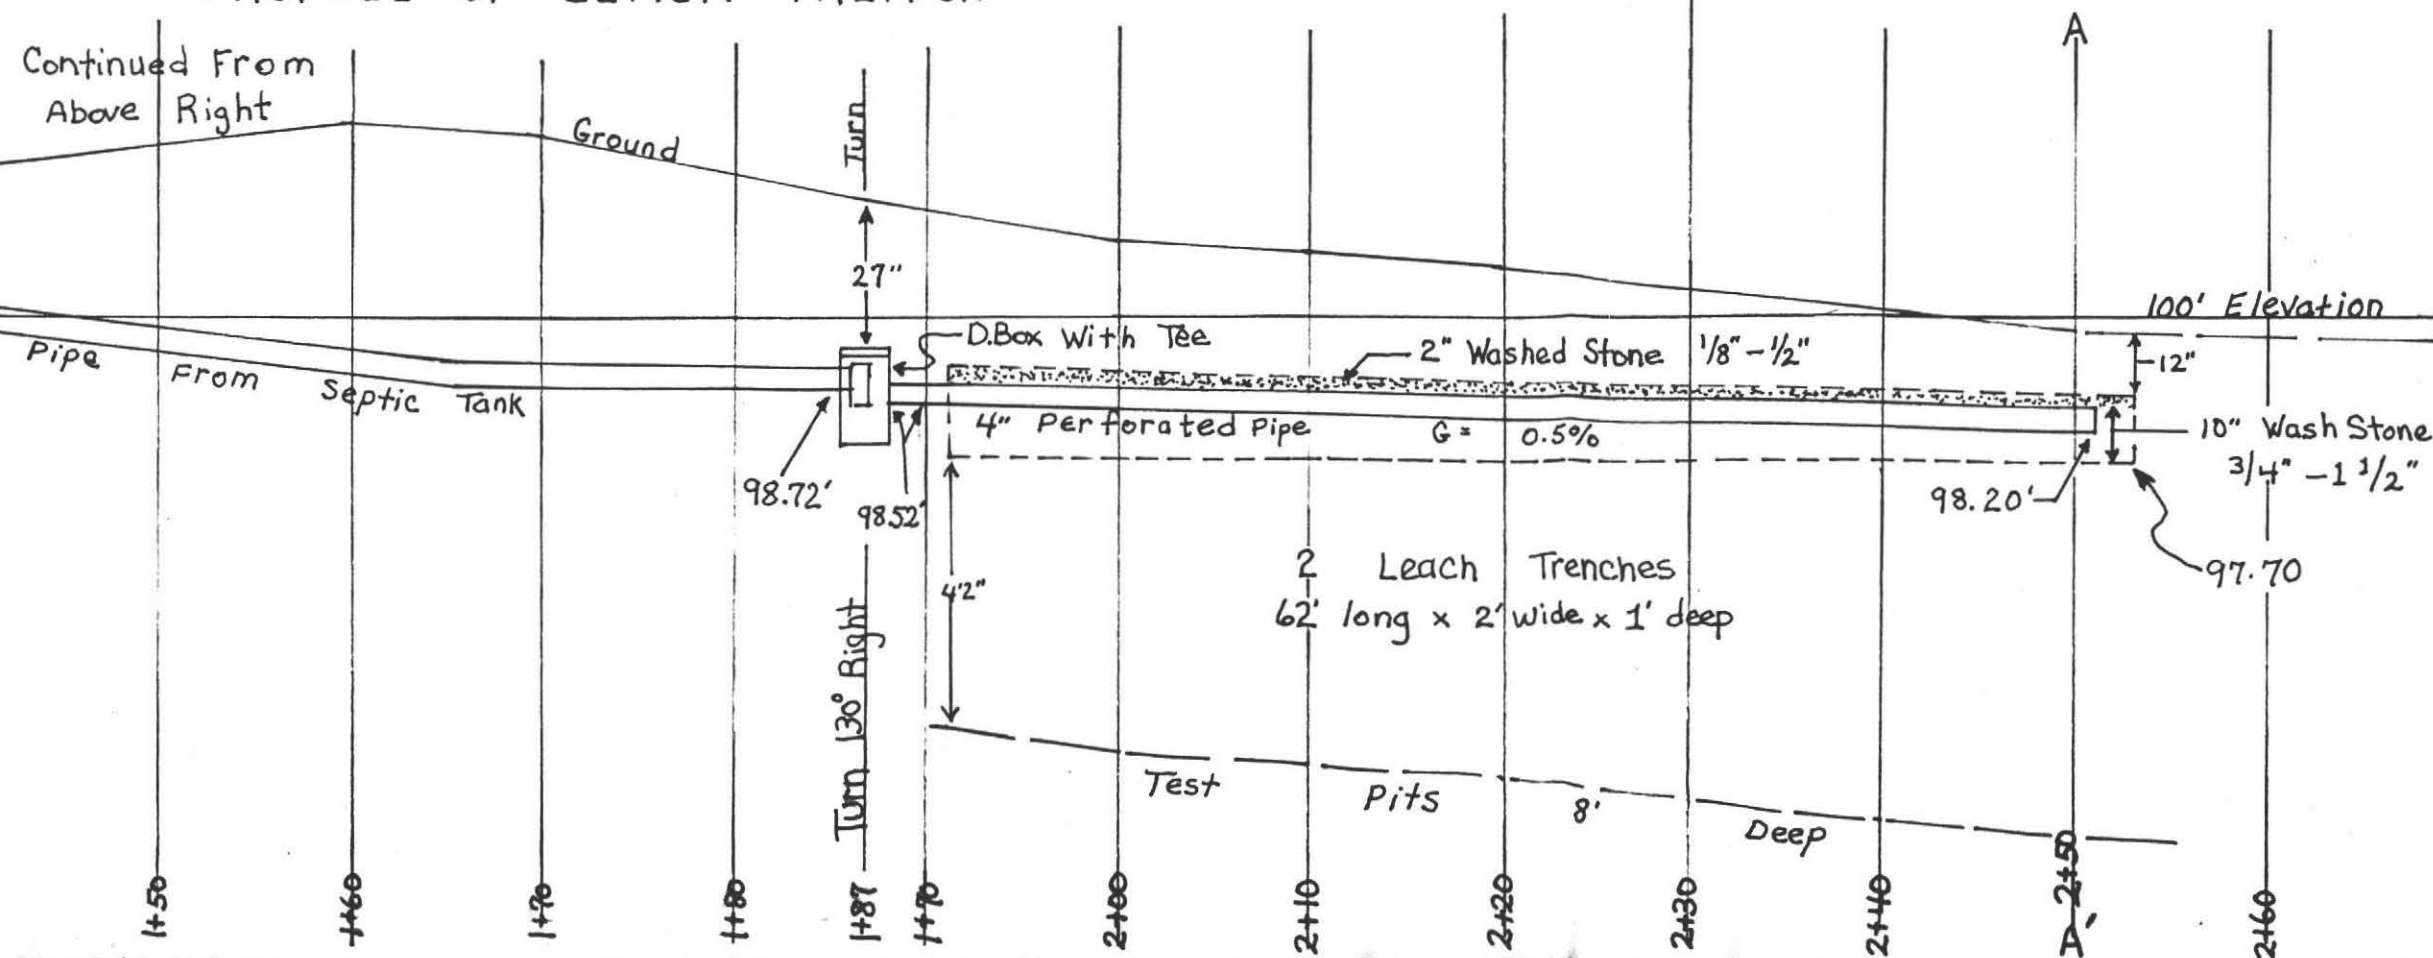 Continued From
Above Right
Ground
Turn
27"
100' Elevation
D.Box With Tee
2" Washed Stone 1/8" - 1/2"
12"
Pipe From Septic Tank
4" Perforated Pipe G = 0.5%
10" Wash Stone
3/4" - 1 1/2"
98.72'
98.52'
98.20'
97.70
4'2"
2 Leach Trenches
62' long x 2' wide x 1' deep
Turn 130° Right
Test Pits 8' Deep
A
1+50
1+60
1+70
1+80
1+87
1+70
2+00
2+10
2+20
2+30
2+40
2+50
A'
2+60